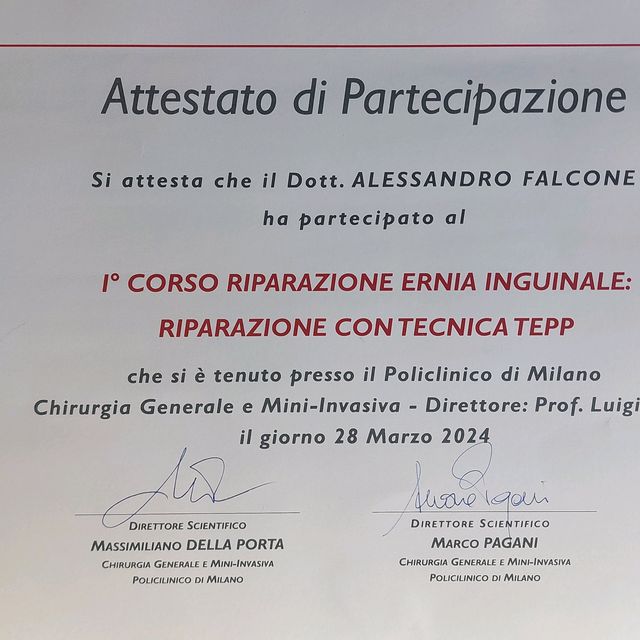 Attestato di Partecipazione
Si attesta che il Dott. ALESSANDRO FALCONE
ha partecipato al
I° CORSO RIPARAZIONE ERNIA INGUINALE:
RIPARAZIONE CON TECNICA TEPP
che si è tenuto presso il Policlinico di Milano
Chirurgia Generale e Mini-Invasiva - Direttore: Prof. Luigi
il giorno 28 Marzo 2024
DIRETTORE SCIENTIFICO
MASSIMILIANO DELLA PORTA
CHIRURGIA GENERALE E MINI-INVASIVA
POLICILINICO DI MILANO
DIRETTORE SCIENTIFICO
MARCO PAGANI
CHIRURGIA GENERALE E MINI-INVASIVA
POLICILINICO DI MILANO